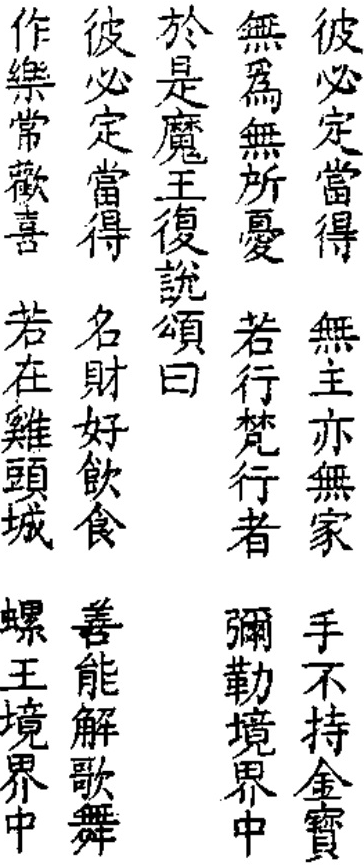 彼必定當得　無主亦無家　手不持金寶
無爲無所憂　若行梵行者　彌勒境界中
於是魔王復說頌曰
彼必定當得　名財好飲食　善能解歌舞
作樂常歡喜　若在雞頭城　螺王境界中